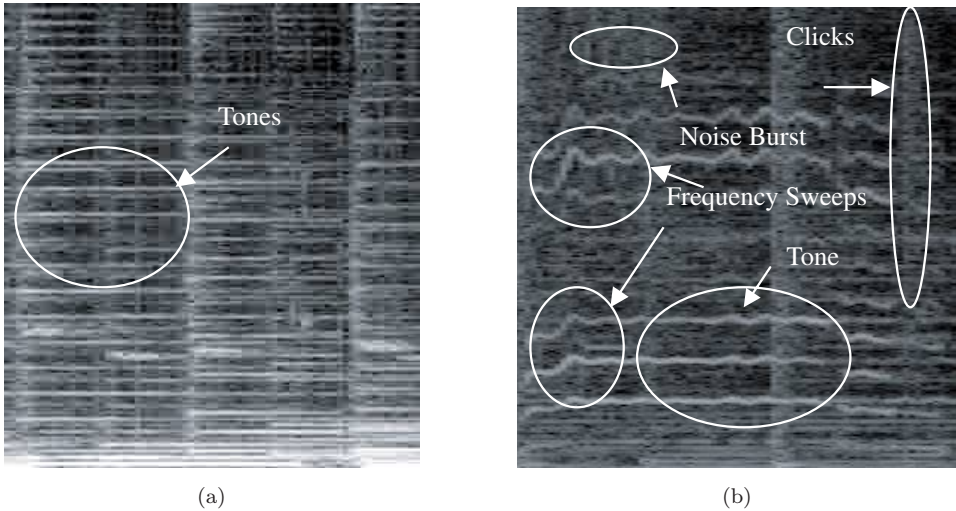 Tones
Clicks
Noise Burst
Frequency Sweeps
Tone
(a)
(b)